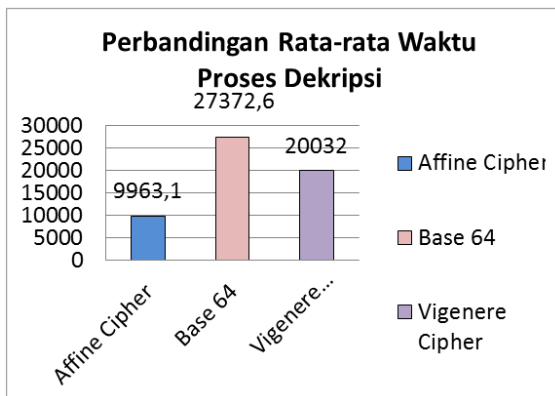 Perbandingan Rata-rata Waktu
Proses Dekripsi
27372,6
30000
25000
20000
15000
10000
5000
0
9963,1
20032
Affine Cipher
Base 64
Vigenere...
Affine Cipher
Base 64
Vigenere
Cipher